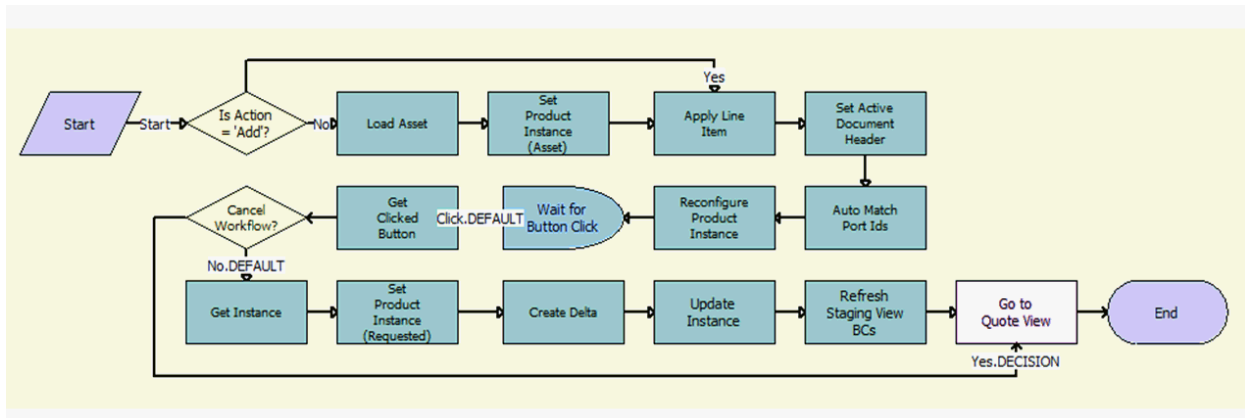 Yes
Start
Start
Is Action
= 'Add'?
No
Load Asset
Set
Product
Instance
(Asset)
Apply Line
Item
Set Active
Document
Header
Cancel
Workflow?
Get
Clicked
Button
Click.DEFAULT
Wait for
Button Click
Reconfigure
Product
Instance
Auto Match
Port Ids
No.DEFAULT
Get Instance
Set
Product
Instance
(Requested)
Create Delta
Update
Instance
Refresh
Staging View
BCs
Go to
Quote View
End
Yes.DECISION